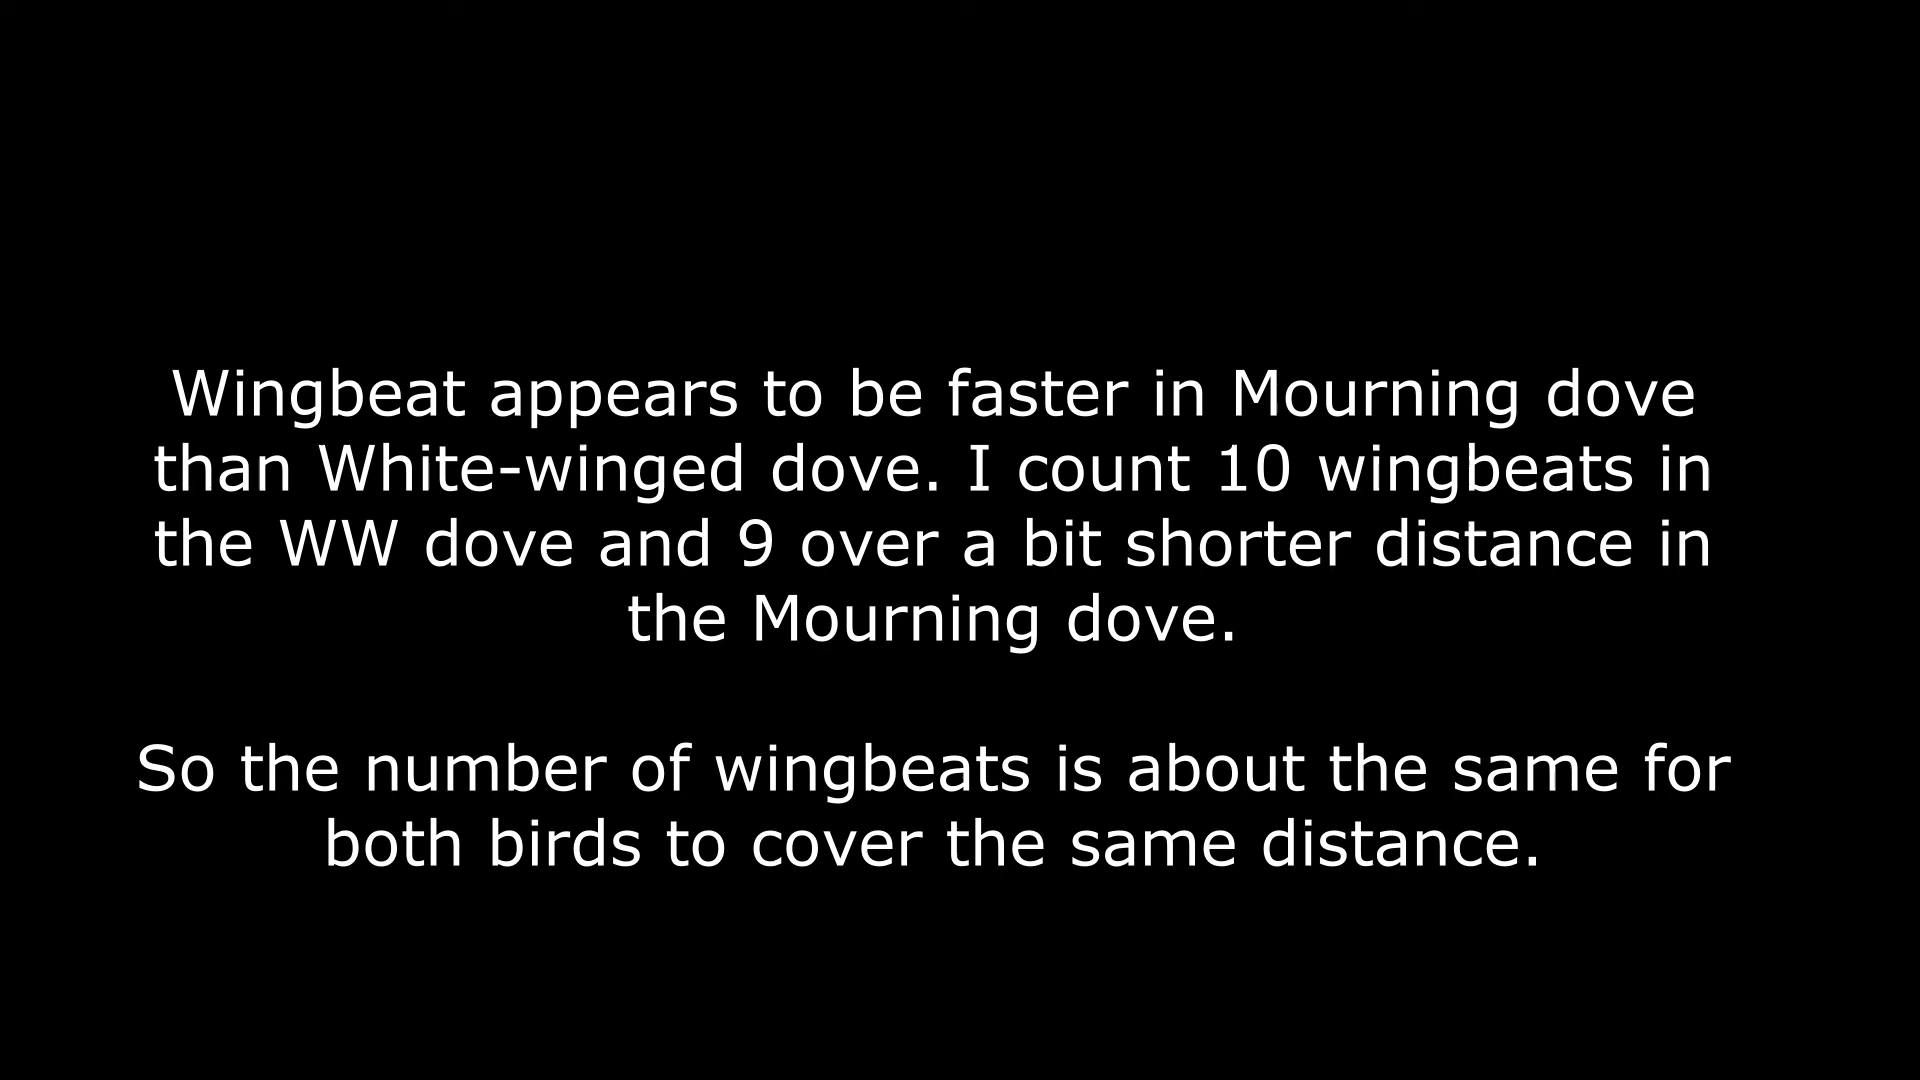 Wingbeat appears to be faster in Mourning dove
than White-winged dove. I count 10 wingbeats in
the WW dove and 9 over a bit shorter distance in
the Mourning dove.
So the number of wingbeats is about the same for
both birds to cover the same distance.